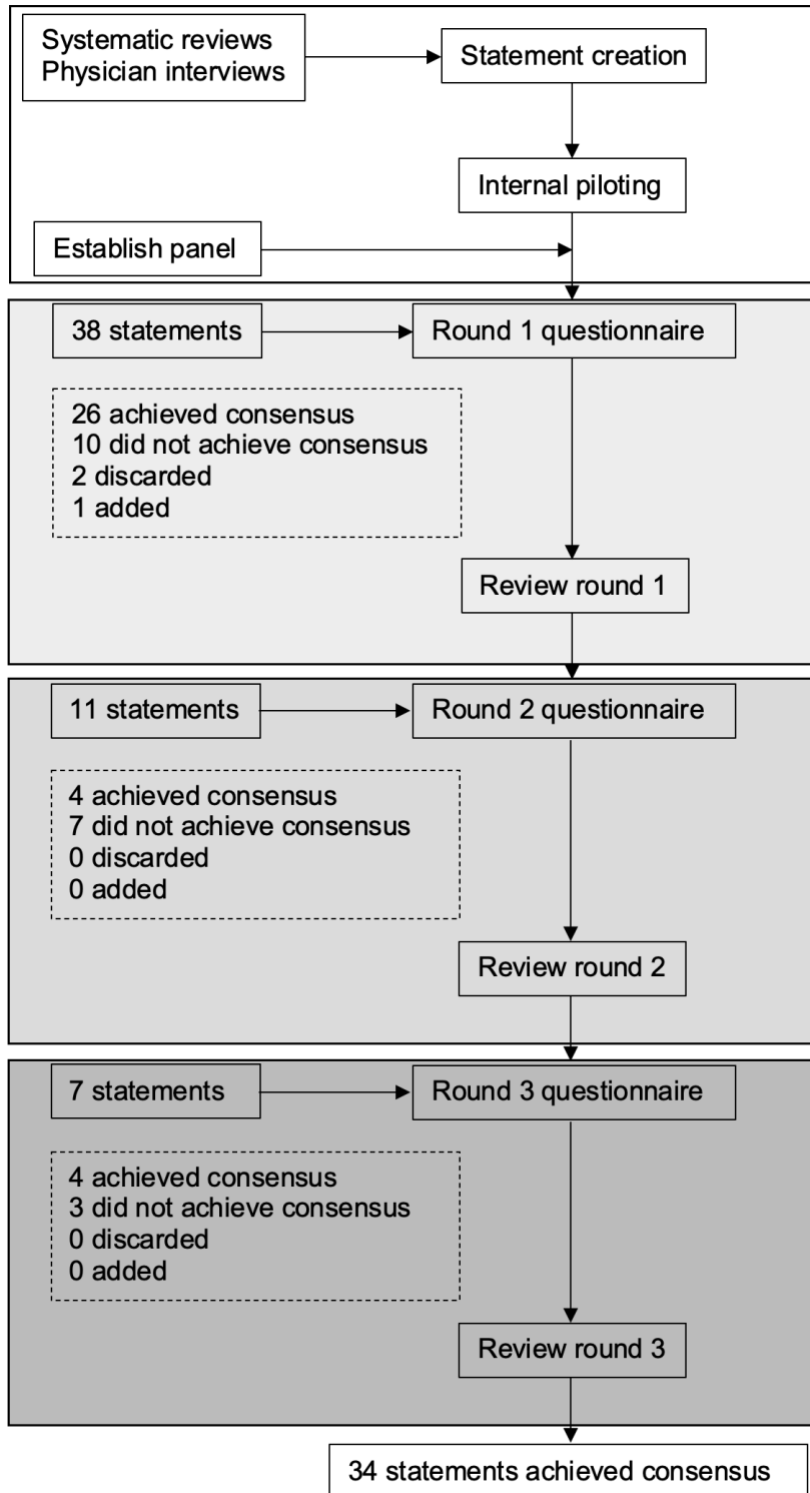 Systematic reviews
Physician interviews
Statement creation
Internal piloting
Establish panel
38 statements
Round 1 questionnaire
26 achieved consensus
10 did not achieve consensus
2 discarded
1 added
Review round 1
11 statements
Round 2 questionnaire
4 achieved consensus
7 did not achieve consensus
0 discarded
0 added
Review round 2
7 statements
Round 3 questionnaire
4 achieved consensus
3 did not achieve consensus
0 discarded
0 added
Review round 3
34 statements achieved consensus